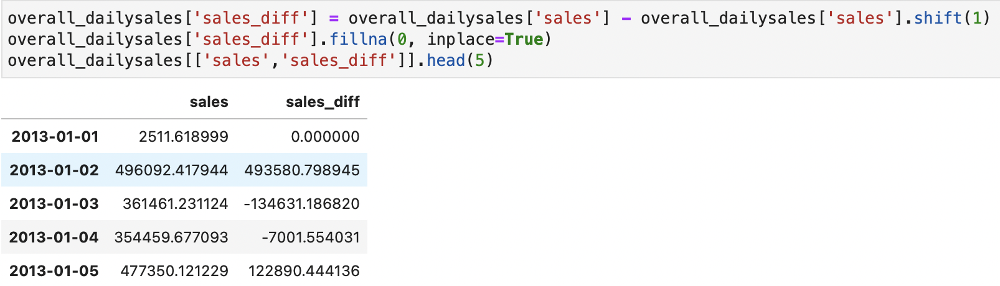 overall_dailysales['sales_diff'] = overall_dailysales['sales'] - overall_dailysales['sales'].shift(1)
overall_dailysales['sales_diff'].fillna(0, inplace=True)
overall_dailysales[['sales','sales_diff']].head(5)
sales sales_diff
2013-01-01 2511.618999 0.000000
2013-01-02 496092.417944 493580.798945
2013-01-03 361461.231124 -134631.186820
2013-01-04 354459.677093 -7001.554031
2013-01-05 477350.121229 122890.444136